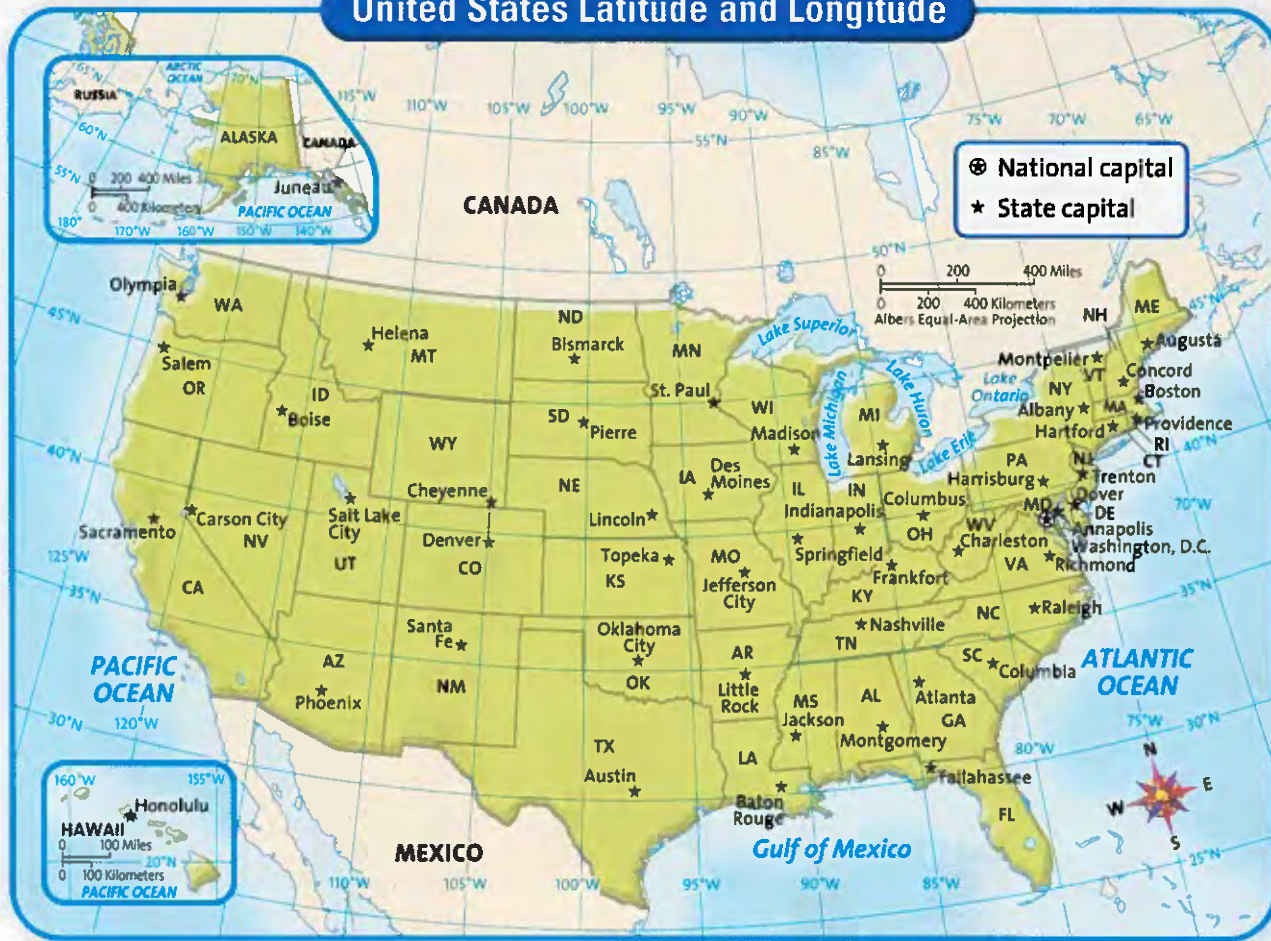 United States Latitude and Longitude
65°N
ARCTIC
OCEAN
70°N
RUSSIA
60°N
ALASKA
CANADA
55°N
0 200 400 Miles
0 400 Kilometers
Juneau
PACIFIC OCEAN
180°
170°W
160°W
150°W
140°W
115°W
110°W
105°W
100°W
95°W
90°W
55°N
85°W
75°W
70°W
65°W
National capital
State capital
CANADA
50°N
0 200 400 Miles
0 200 400 Kilometers
Albers Equal-Area Projection
Olympia
WA
45°N
Salem
OR
Helena
MT
ND
Bismarck
MN
Lake Superior
NH
ME
45°N
Augusta
Montpelier
VT
Concord
Boston
Lake
Ontario
NY
Albany
MA
Hartford
Providence
RI
CT
40°N
ID
Boise
WY
SD
Pierre
St. Paul
WI
Madison
Lake Michigan
MI
Lansing
Lake Huron
Lake Erie
40°N
Cheyenne
NE
Lincoln
IA
Des
Moines
IL
IN
Indianapolis
Columbus
OH
PA
Harrisburg
NJ
Trenton
Dover
DE
MD
Annapolis
Washington, D.C.
70°W
Sacramento
Carson City
NV
Salt Lake
City
UT
Denver
CO
Topeka
KS
MO
Jefferson
City
Springfield
Frankfort
KY
WV
Charleston
VA
Richmond
125°W
35°N
CA
Santa
Fe
Oklahoma
City
OK
AR
Little
Rock
TN
Nashville
NC
Raleigh
35°N
PACIFIC
OCEAN
AZ
Phoenix
NM
MS
Jackson
AL
Montgomery
Atlanta
GA
SC
Columbia
ATLANTIC
OCEAN
30°N
120°W
TX
Austin
LA
Baton
Rouge
Tallahassee
FL
80°W
75°W
30°N
N
E
W
S
25°N
160°W
155°W
Honolulu
HAWAII
0 100 Miles
0 100 Kilometers
20°N
PACIFIC OCEAN
MEXICO
Gulf of Mexico
110°W
105°W
100°W
95°W
90°W
85°W